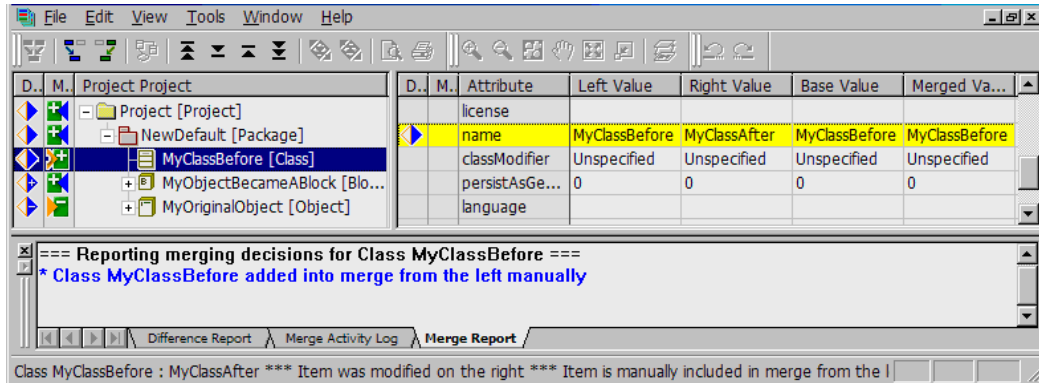 File Edit View Tools Window Help
D.. M.. Project Project
Project [Project]
NewDefault [Package]
MyClassBefore [Class]
MyObjectBecameABlock [Blo...
MyOriginalObject [Object]
D.. M.. Attribute Left Value Right Value Base Value Merged Va...
license
name MyClassBefore MyClassAfter MyClassBefore MyClassBefore
classModifier Unspecified Unspecified Unspecified Unspecified
persistAsGe... 0 0 0 0
language
=== Reporting merging decisions for Class MyClassBefore ===
* Class MyClassBefore added into merge from the left manually
Difference Report Merge Activity Log Merge Report
Class MyClassBefore : MyClassAfter *** Item was modified on the right *** Item is manually included in merge from the l